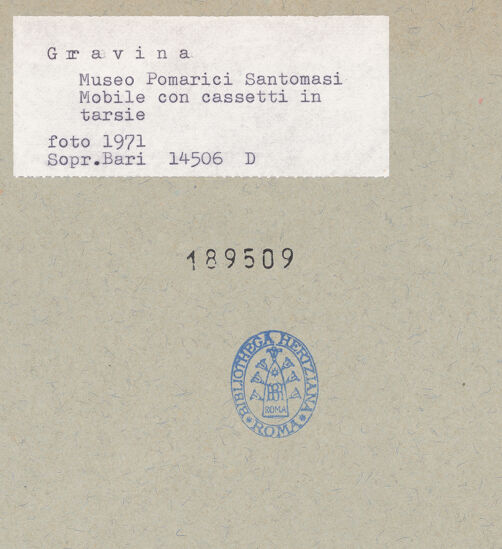 G r a v i n a
Museo Pomarici Santomasi
Mobile con cassetti in
tarsie
foto 1971
Sopr.Bari 14506 D
189509
BIBLIOTHECA HERTZIANA
ROMA
ROMA